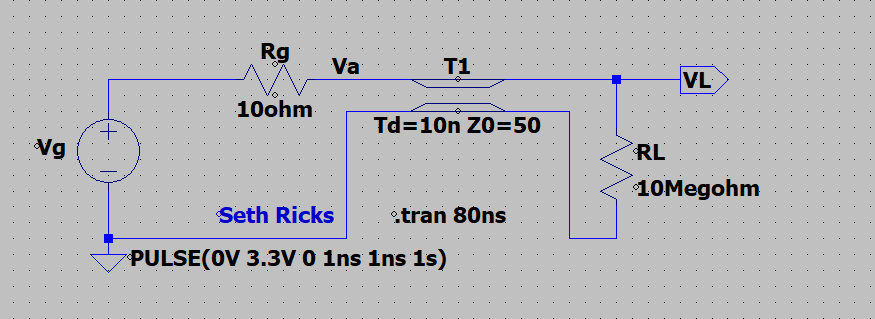 Rg
Va
T1
VL
10ohm
Td=10n Z0=50
Vg
RL
10Megohm
Seth Ricks
.tran 80ns
PULSE(0V 3.3V 0 1ns 1ns 1s)